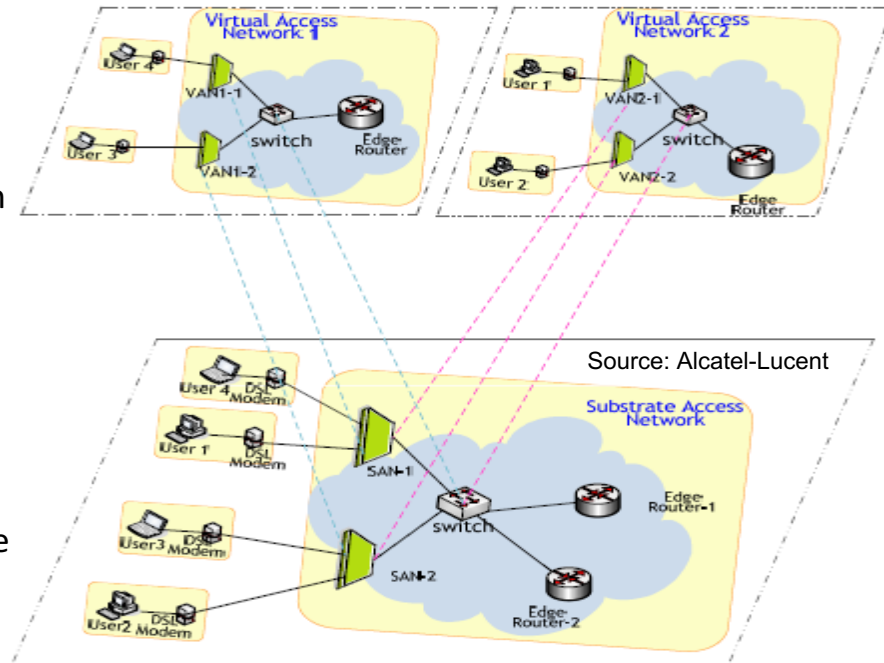 Virtual Access
Network 1
User 4
VAN1-1
User 3
VAN1-2
switch
Edge
Router
Virtual Access
Network 2
User 1
VAN2-1
User 2
VAN2-2
switch
Edge
Router
n
Source: Alcatel-Lucent
Substrate Access
Network
User 4 DSL
Modem
User 1 DSL
Modem
SAN-1
switch
Edge
Router-1
e
User3 DSL
Modem
SAN-2
User2 DSL
Modem
Edge
Router-2